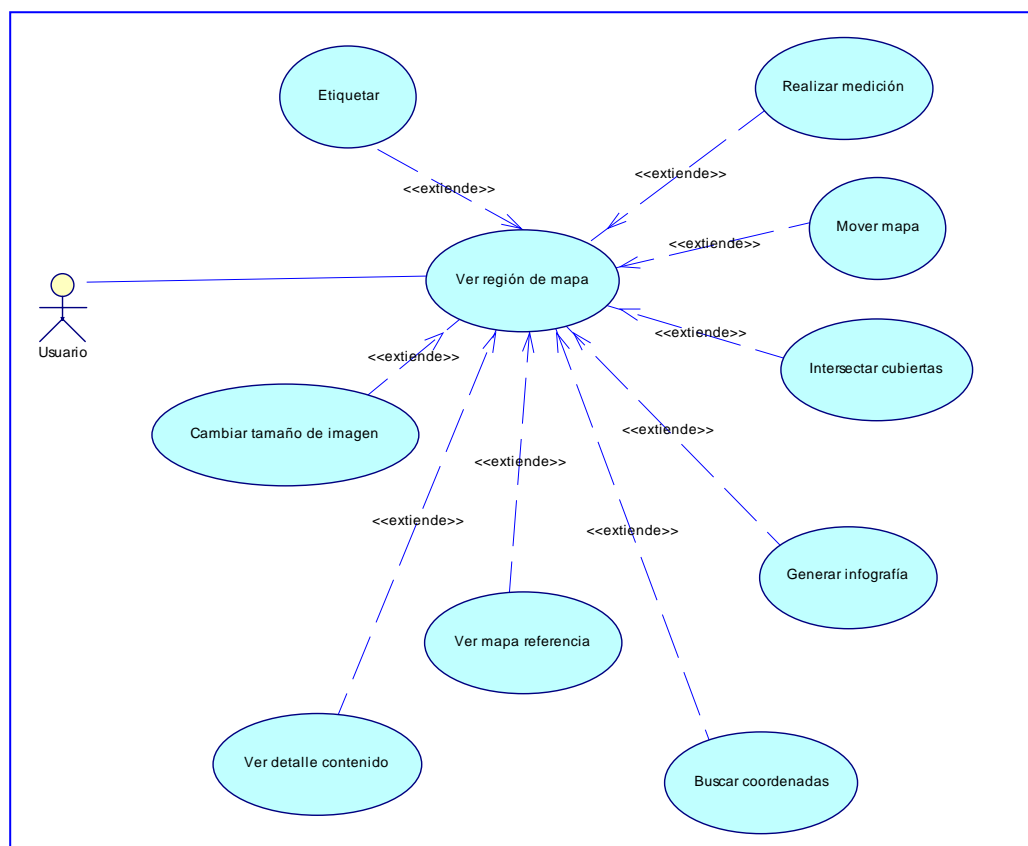 Etiquetar
Realizar medición
<<extiende>>
<<extiende>>
Mover mapa
<<extiende>>
Ver región de mapa
Usuario
<<extiende>>
<<extiende>>
Intersectar cubiertas
Cambiar tamaño de imagen
<<extiende>>
<<extiende>>
<<extiende>>
<<extiende>>
Generar infografía
Ver mapa referencia
Ver detalle contenido
Buscar coordenadas